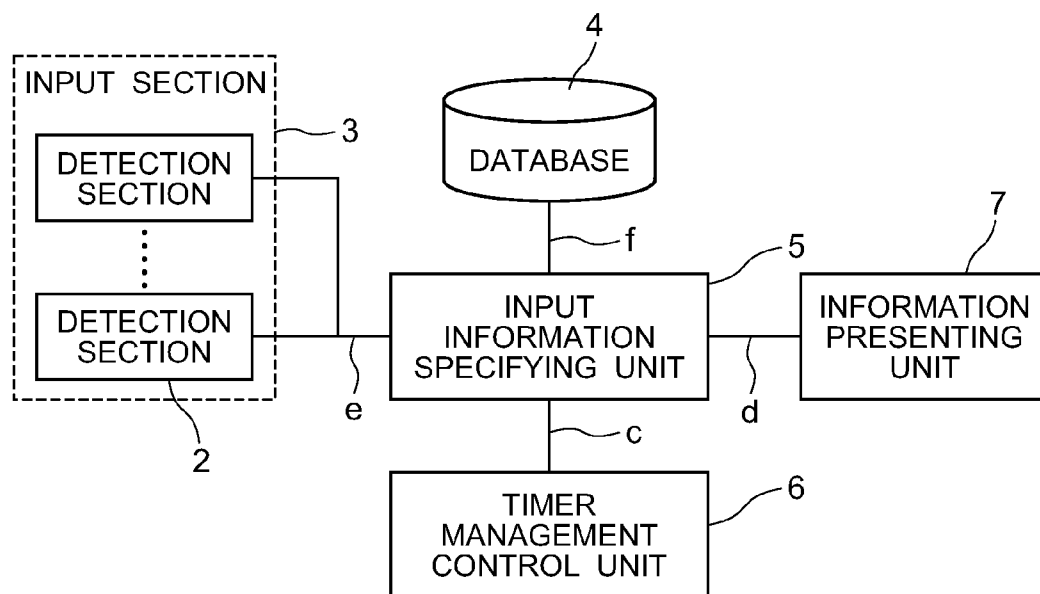 4
INPUT SECTION
3
DETECTION
SECTION
DATABASE
7
f
5
DETECTION
SECTION
INPUT
INFORMATION
SPECIFYING UNIT
INFORMATION
PRESENTING
UNIT
e
d
2
c
6
TIMER
MANAGEMENT
CONTROL UNIT